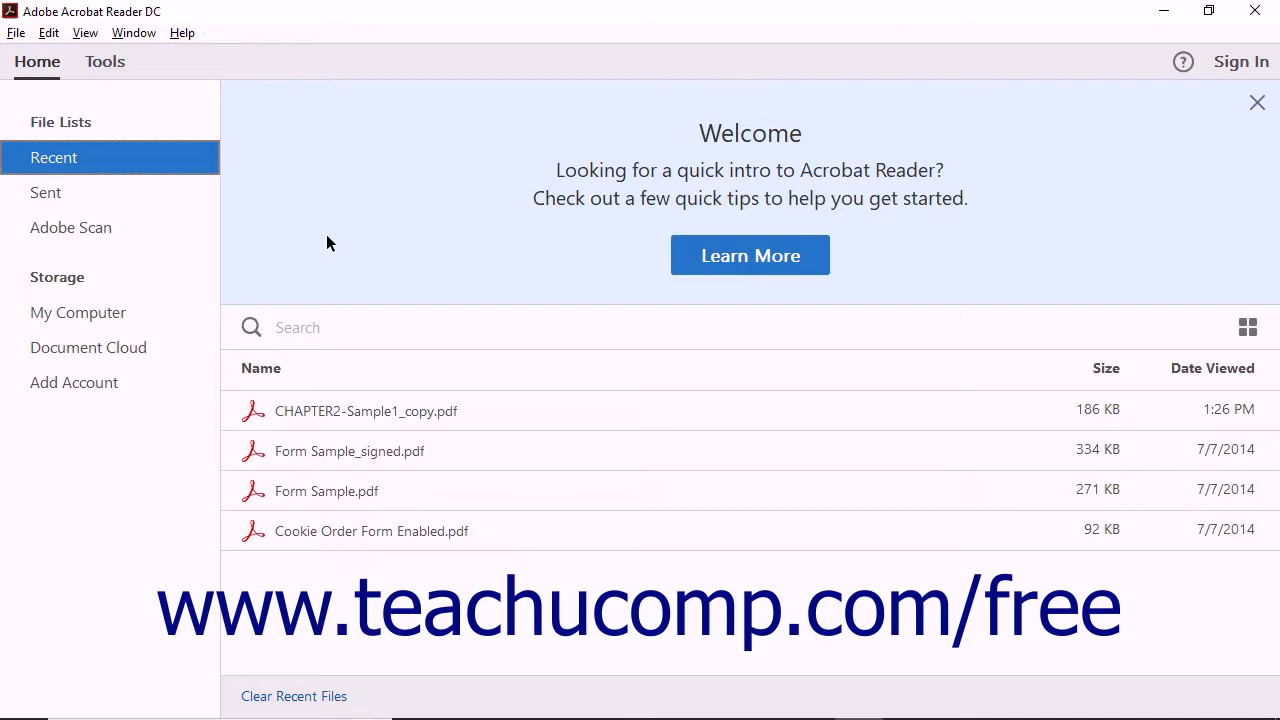 Adobe Acrobat Reader DC
File Edit View Window Help
Home Tools
? Sign In
File Lists
Recent
Sent
Adobe Scan
Storage
My Computer
Document Cloud
Add Account
Welcome
Looking for a quick intro to Acrobat Reader?
Check out a few quick tips to help you get started.
Learn More
Search
Name Size Date Viewed
CHAPTER2-Sample1_copy.pdf 186 KB 1:26 PM
Form Sample_signed.pdf 334 KB 7/7/2014
Form Sample.pdf 271 KB 7/7/2014
Cookie Order Form Enabled.pdf 92 KB 7/7/2014
www.teachucomp.com/free
Clear Recent Files